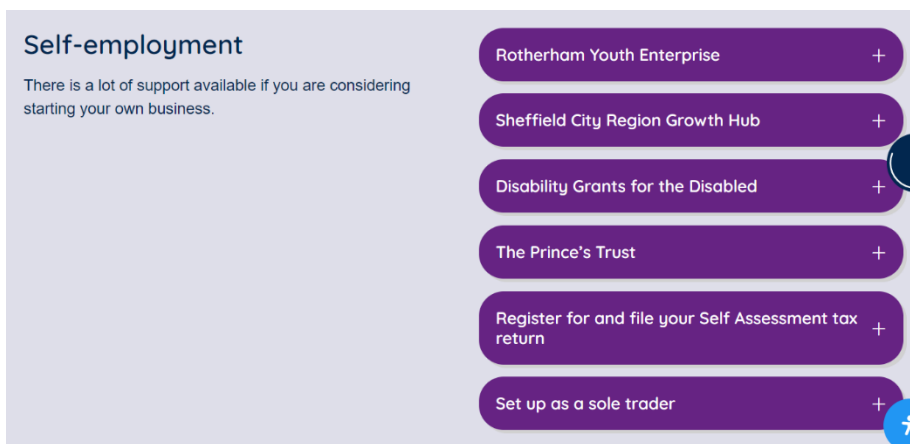 Self-employment
There is a lot of support available if you are considering
starting your own business.
Rotherham Youth Enterprise
Sheffield City Region Growth Hub
Disability Grants for the Disabled
The Prince's Trust
Register for and file your Self Assessment tax
return
Set up as a sole trader